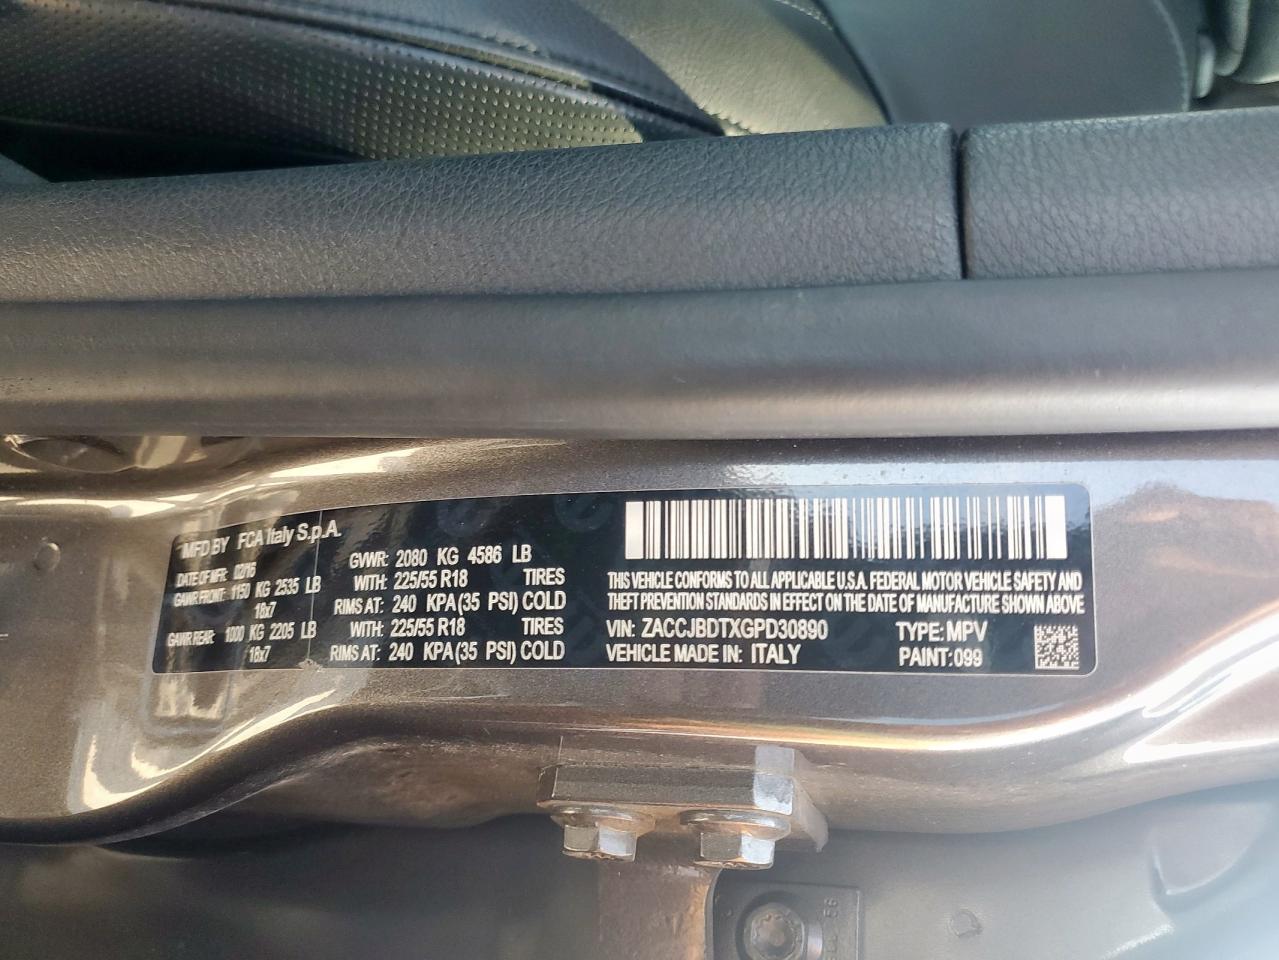 MFD BY FCA Italy S.p.A.
DATE OF MFR: 02/16 GVWR: 2080 KG 4586 LB
GAWR FRONT: 1150 KG 2535 LB WITH: 225/55 R18 TIRES
18x7 RIMS AT: 240 KPA(35 PSI) COLD
GAWR REAR: 1000 KG 2205 LB WITH: 225/55 R18 TIRES
18x7 RIMS AT: 240 KPA(35 PSI) COLD
THIS VEHICLE CONFORMS TO ALL APPLICABLE U.S.A. FEDERAL MOTOR VEHICLE SAFETY AND
THEFT PREVENTION STANDARDS IN EFFECT ON THE DATE OF MANUFACTURE SHOWN ABOVE
VIN: ZACCJBDTXGPD30890 TYPE: MPV
VEHICLE MADE IN: ITALY PAINT: 099